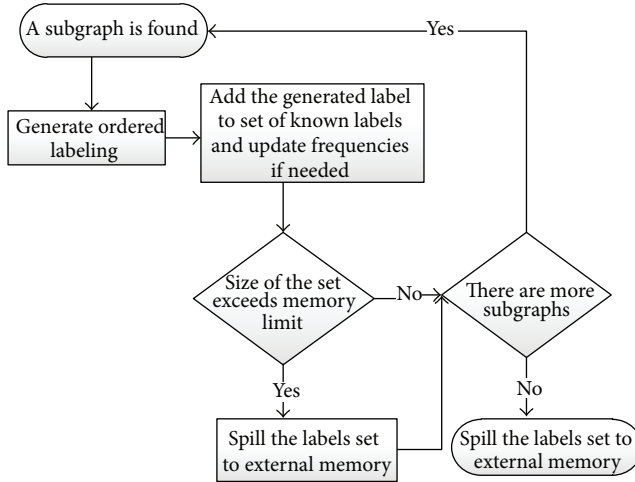 A subgraph is found
Yes
Generate ordered
labeling
Add the generated label
to set of known labels
and update frequencies
if needed
Size of the set
exceeds memory
limit
No
There are more
subgraphs
Yes
No
Spill the labels set
to external memory
Spill the labels set to
external memory